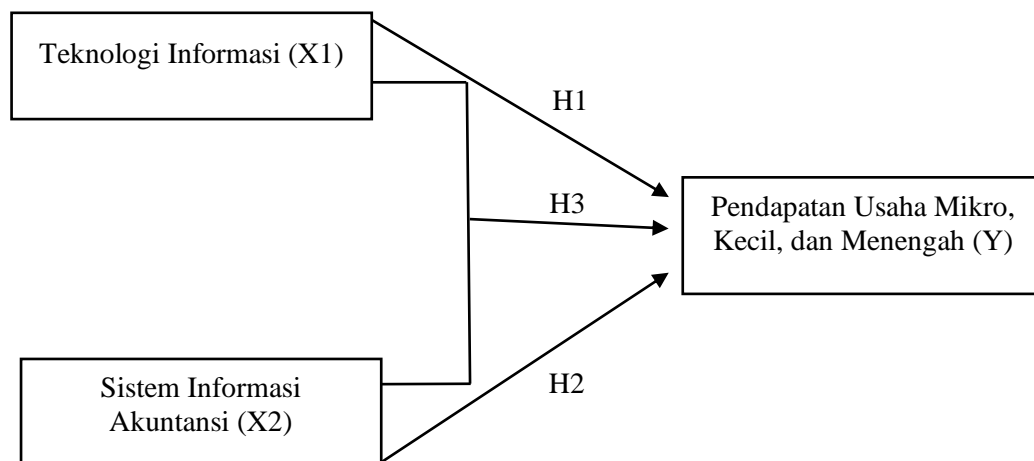 Teknologi Informasi (X1)
H1
H3
Pendapatan Usaha Mikro,
Kecil, dan Menengah (Y)
Sistem Informasi
Akuntansi (X2)
H2